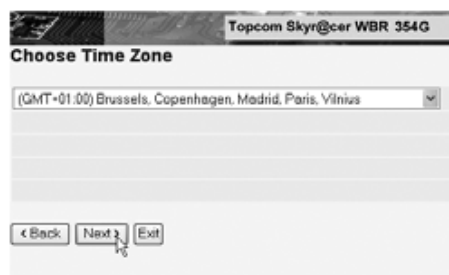 Topcom Skyr@cer WBR 354G
Choose Time Zone
(GMT+01:00) Brussels, Copenhagen, Madrid, Paris, Vilnius
< Back Next > Exit